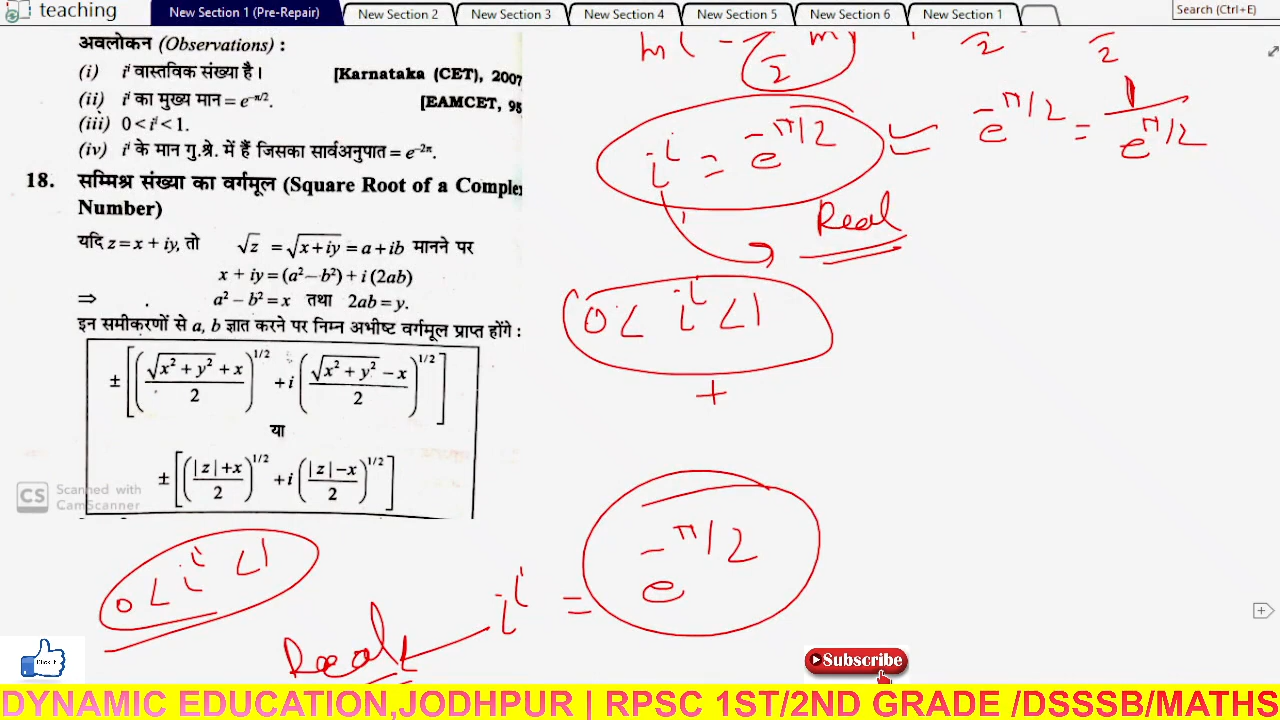 teaching
New Section 1 (Pre-Repair) New Section 2 New Section 3 New Section 4 New Section 5 New Section 6 New Section 1
Search (Ctrl+E)
अवलोकन (Observations) :
(i) iⁱ वास्तविक संख्या है। [Karnataka (CET), 2007
(ii) iⁱ का मुख्य मान = e^{-π/2}. [EAMCET, 95
(iii) 0 < iⁱ < 1.
(iv) iⁱ के मान गु.श्रे. में हैं जिसका सार्वअनुपात = e^{-2π}.
18. सम्मिश्र संख्या का वर्गमूल (Square Root of a Complex
Number)
यदि z = x + iy, तो √z = √(x+iy) = a + ib मानने पर
x + iy = (a² – b²) + i (2ab)
⇒ a² – b² = x तथा 2ab = y.
इन समीकरणों से a, b ज्ञात करने पर निम्न अभीष्ट वर्गमूल प्राप्त होंगे :
± [((√(x² + y²) + x)/2)^{1/2} + i ((√(x² + y²) – x)/2)^{1/2}]
या
± [((|z| + x)/2)^{1/2} + i ((|z| – x)/2)^{1/2}]
CS Scanned with
CamScanner
iⁱ = e^{-π/2}
e^{-π/2} = 1/e^{π/2}
Real
0 < iⁱ < 1
+
0 < iⁱ < 1
iⁱ = e^{-π/2}
Real
Subscribe
DYNAMIC EDUCATION,JODHPUR | RPSC 1ST/2ND GRADE /DSSSB/MATHS